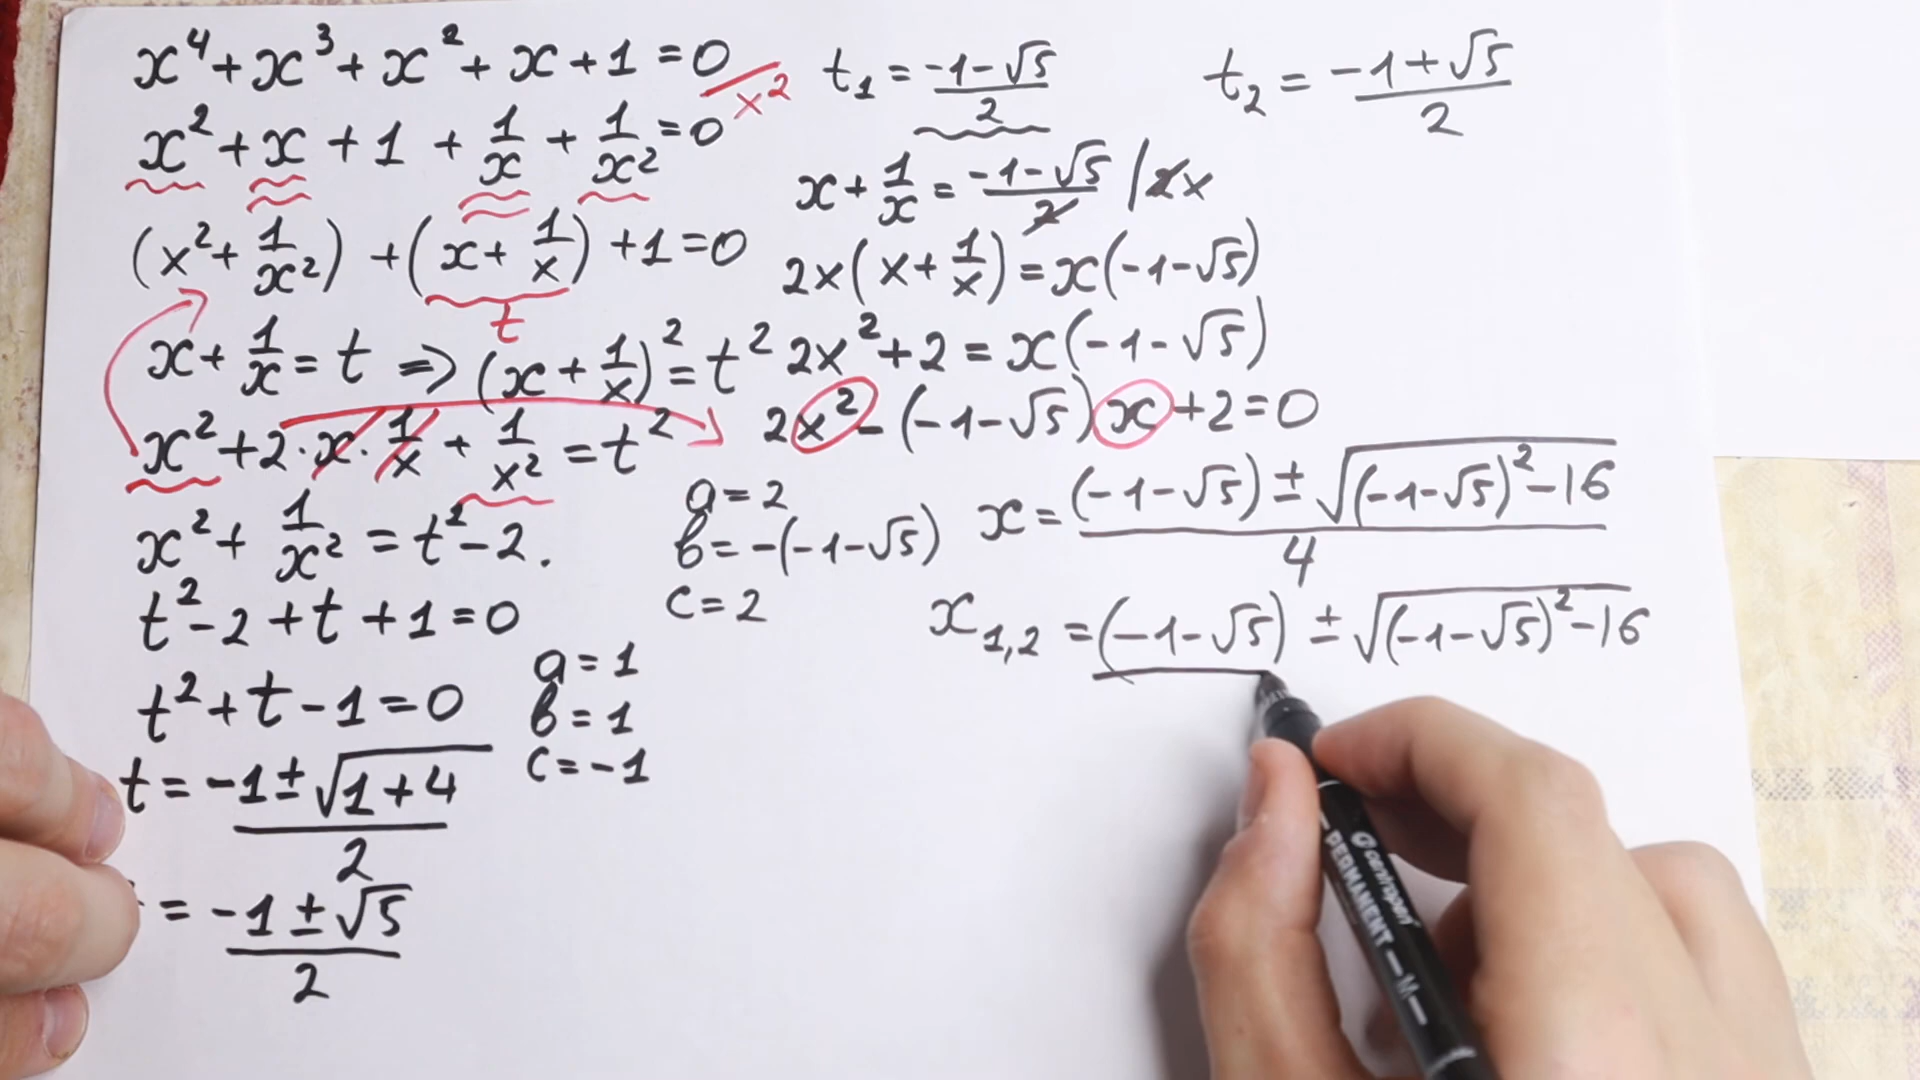 x⁴ + x³ + x² + x + 1 = 0 / x²
x² + x + 1 + 1/x + 1/x² = 0
(x² + 1/x²) + (x + 1/x) + 1 = 0
t
x + 1/x = t ⇒ (x + 1/x)² = t²
x² + 2·x·1/x + 1/x² = t²
x² + 1/x² = t² - 2.
t² - 2 + t + 1 = 0
t² + t - 1 = 0
a = 1
b = 1
c = -1
t = (-1 ± √(1+4))/2
= (-1 ± √5)/2
t₁ = (-1-√5)/2
t₂ = (-1+√5)/2
x + 1/x = (-1-√5)/2 | 2x
2x(x + 1/x) = x(-1-√5)
2x² + 2 = x(-1-√5)
2x² - (-1-√5)x + 2 = 0
a = 2
b = -(-1-√5)
c = 2
x = ((-1-√5) ± √((-1-√5)² - 16))/4
x₁,₂ = (-1-√5) ± √((-1-√5)² - 16)
centropen
PERMANENT - M -